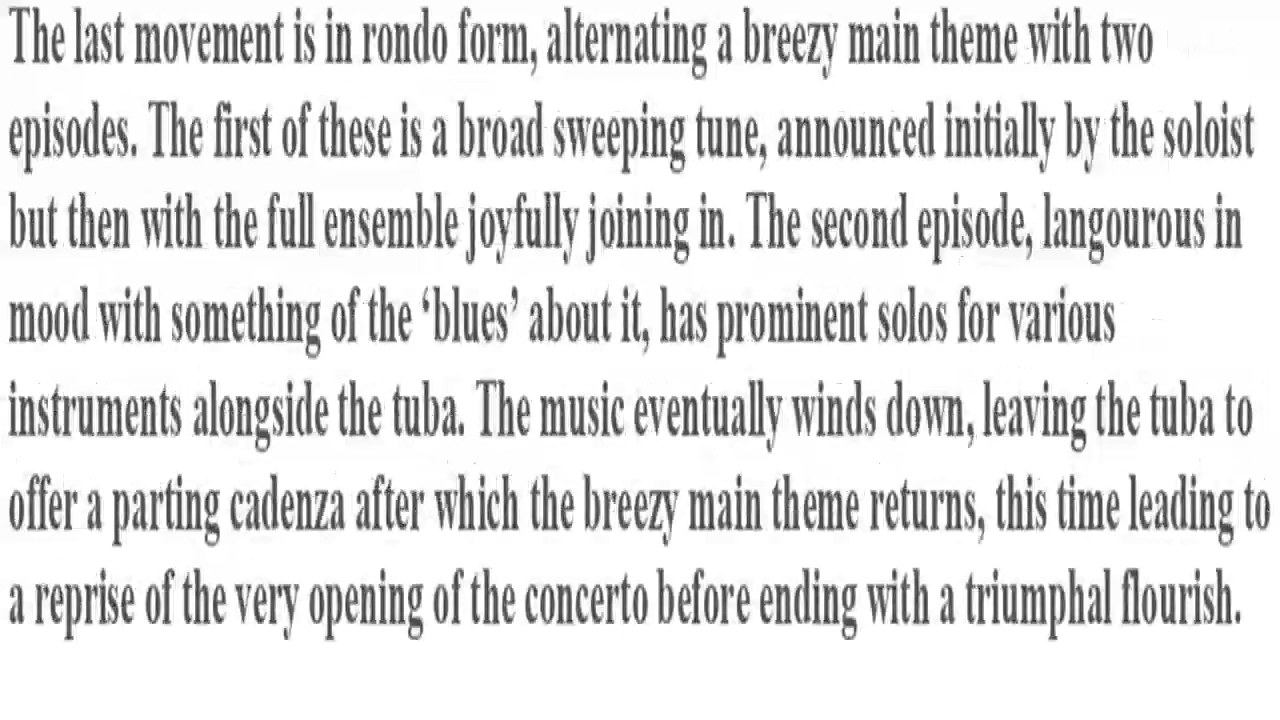 The last movement is in rondo form, alternating a breezy main theme with two
episodes. The first of these is a broad sweeping tune, announced initially by the soloist
but then with the full ensemble joyfully joining in. The second episode, langourous in
mood with something of the ‘blues’ about it, has prominent solos for various
instruments alongside the tuba. The music eventually winds down, leaving the tuba to
offer a parting cadenza after which the breezy main theme returns, this time leading to
a reprise of the very opening of the concerto before ending with a triumphal flourish.